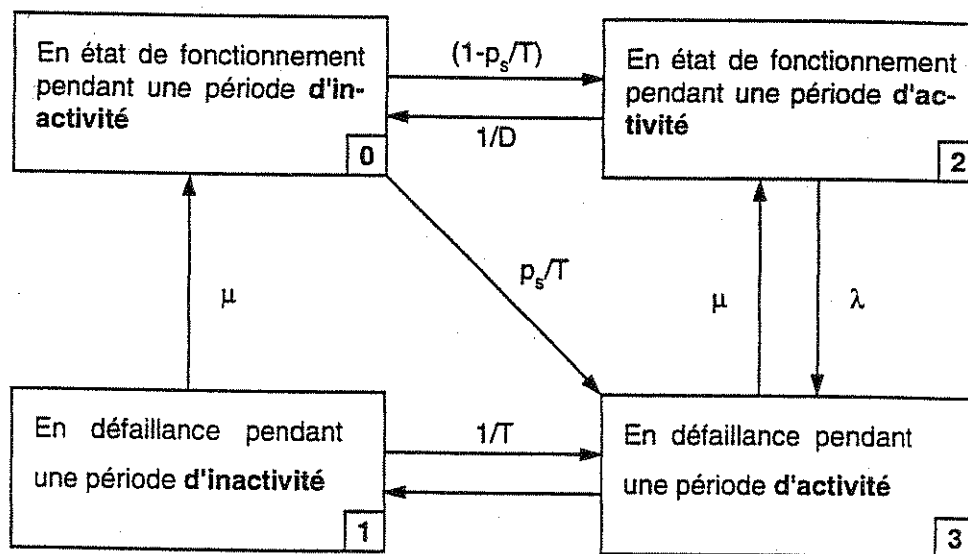 En état de fonctionnement
pendant une période d'in-
activité
0
(1-ps/T)
1/D
En état de fonctionnement
pendant une période d'ac-
tivité
2
μ
ps/T
μ
λ
En défaillance pendant
une période d'inactivité
1
1/T
En défaillance pendant
une période d'activité
3